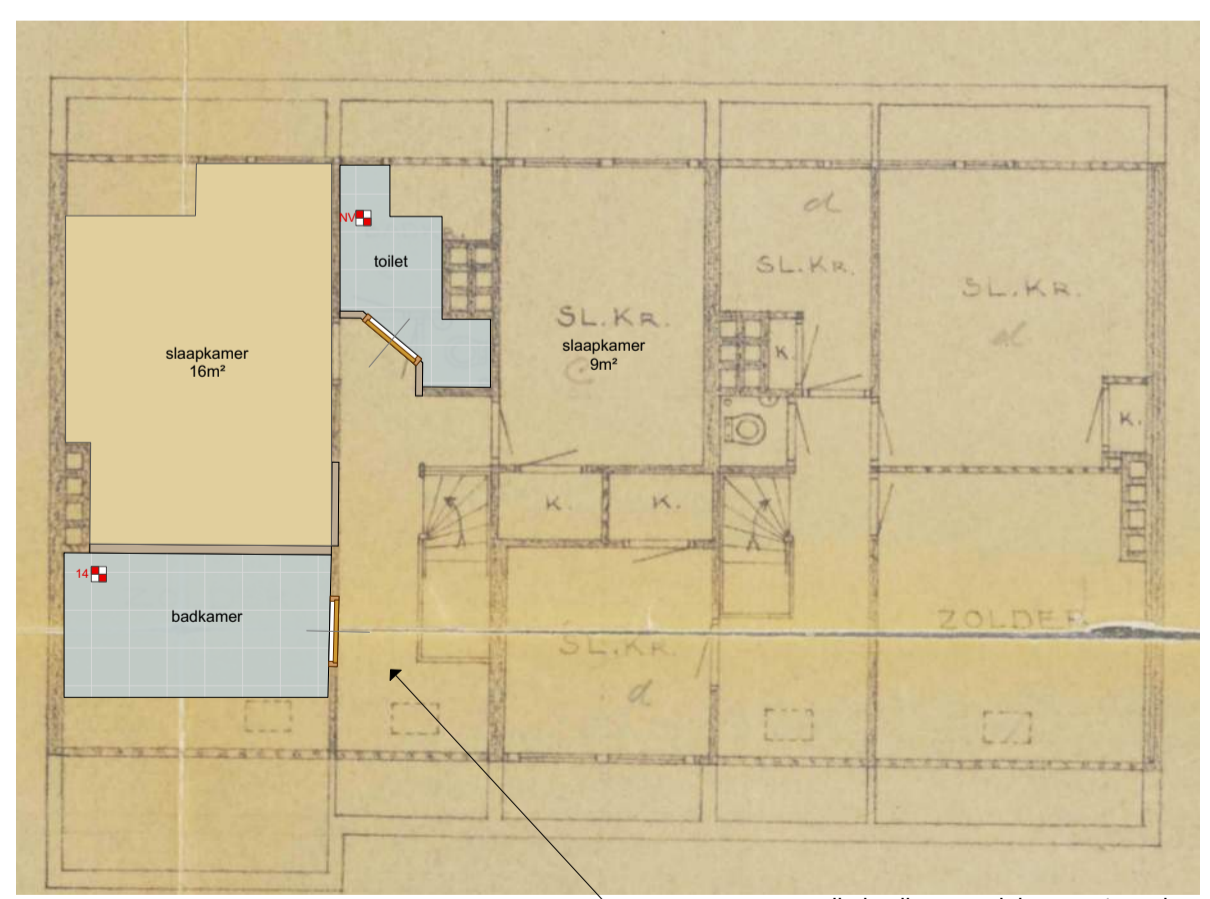 NV
toilet
slaapkamer
16m²
SL.KR.
slaapkamer
9m²
d
SL.KR.
SL.KR.
d
K
K.
K.
K.
14
badkamer
SL.KR.
d
ZOLDER